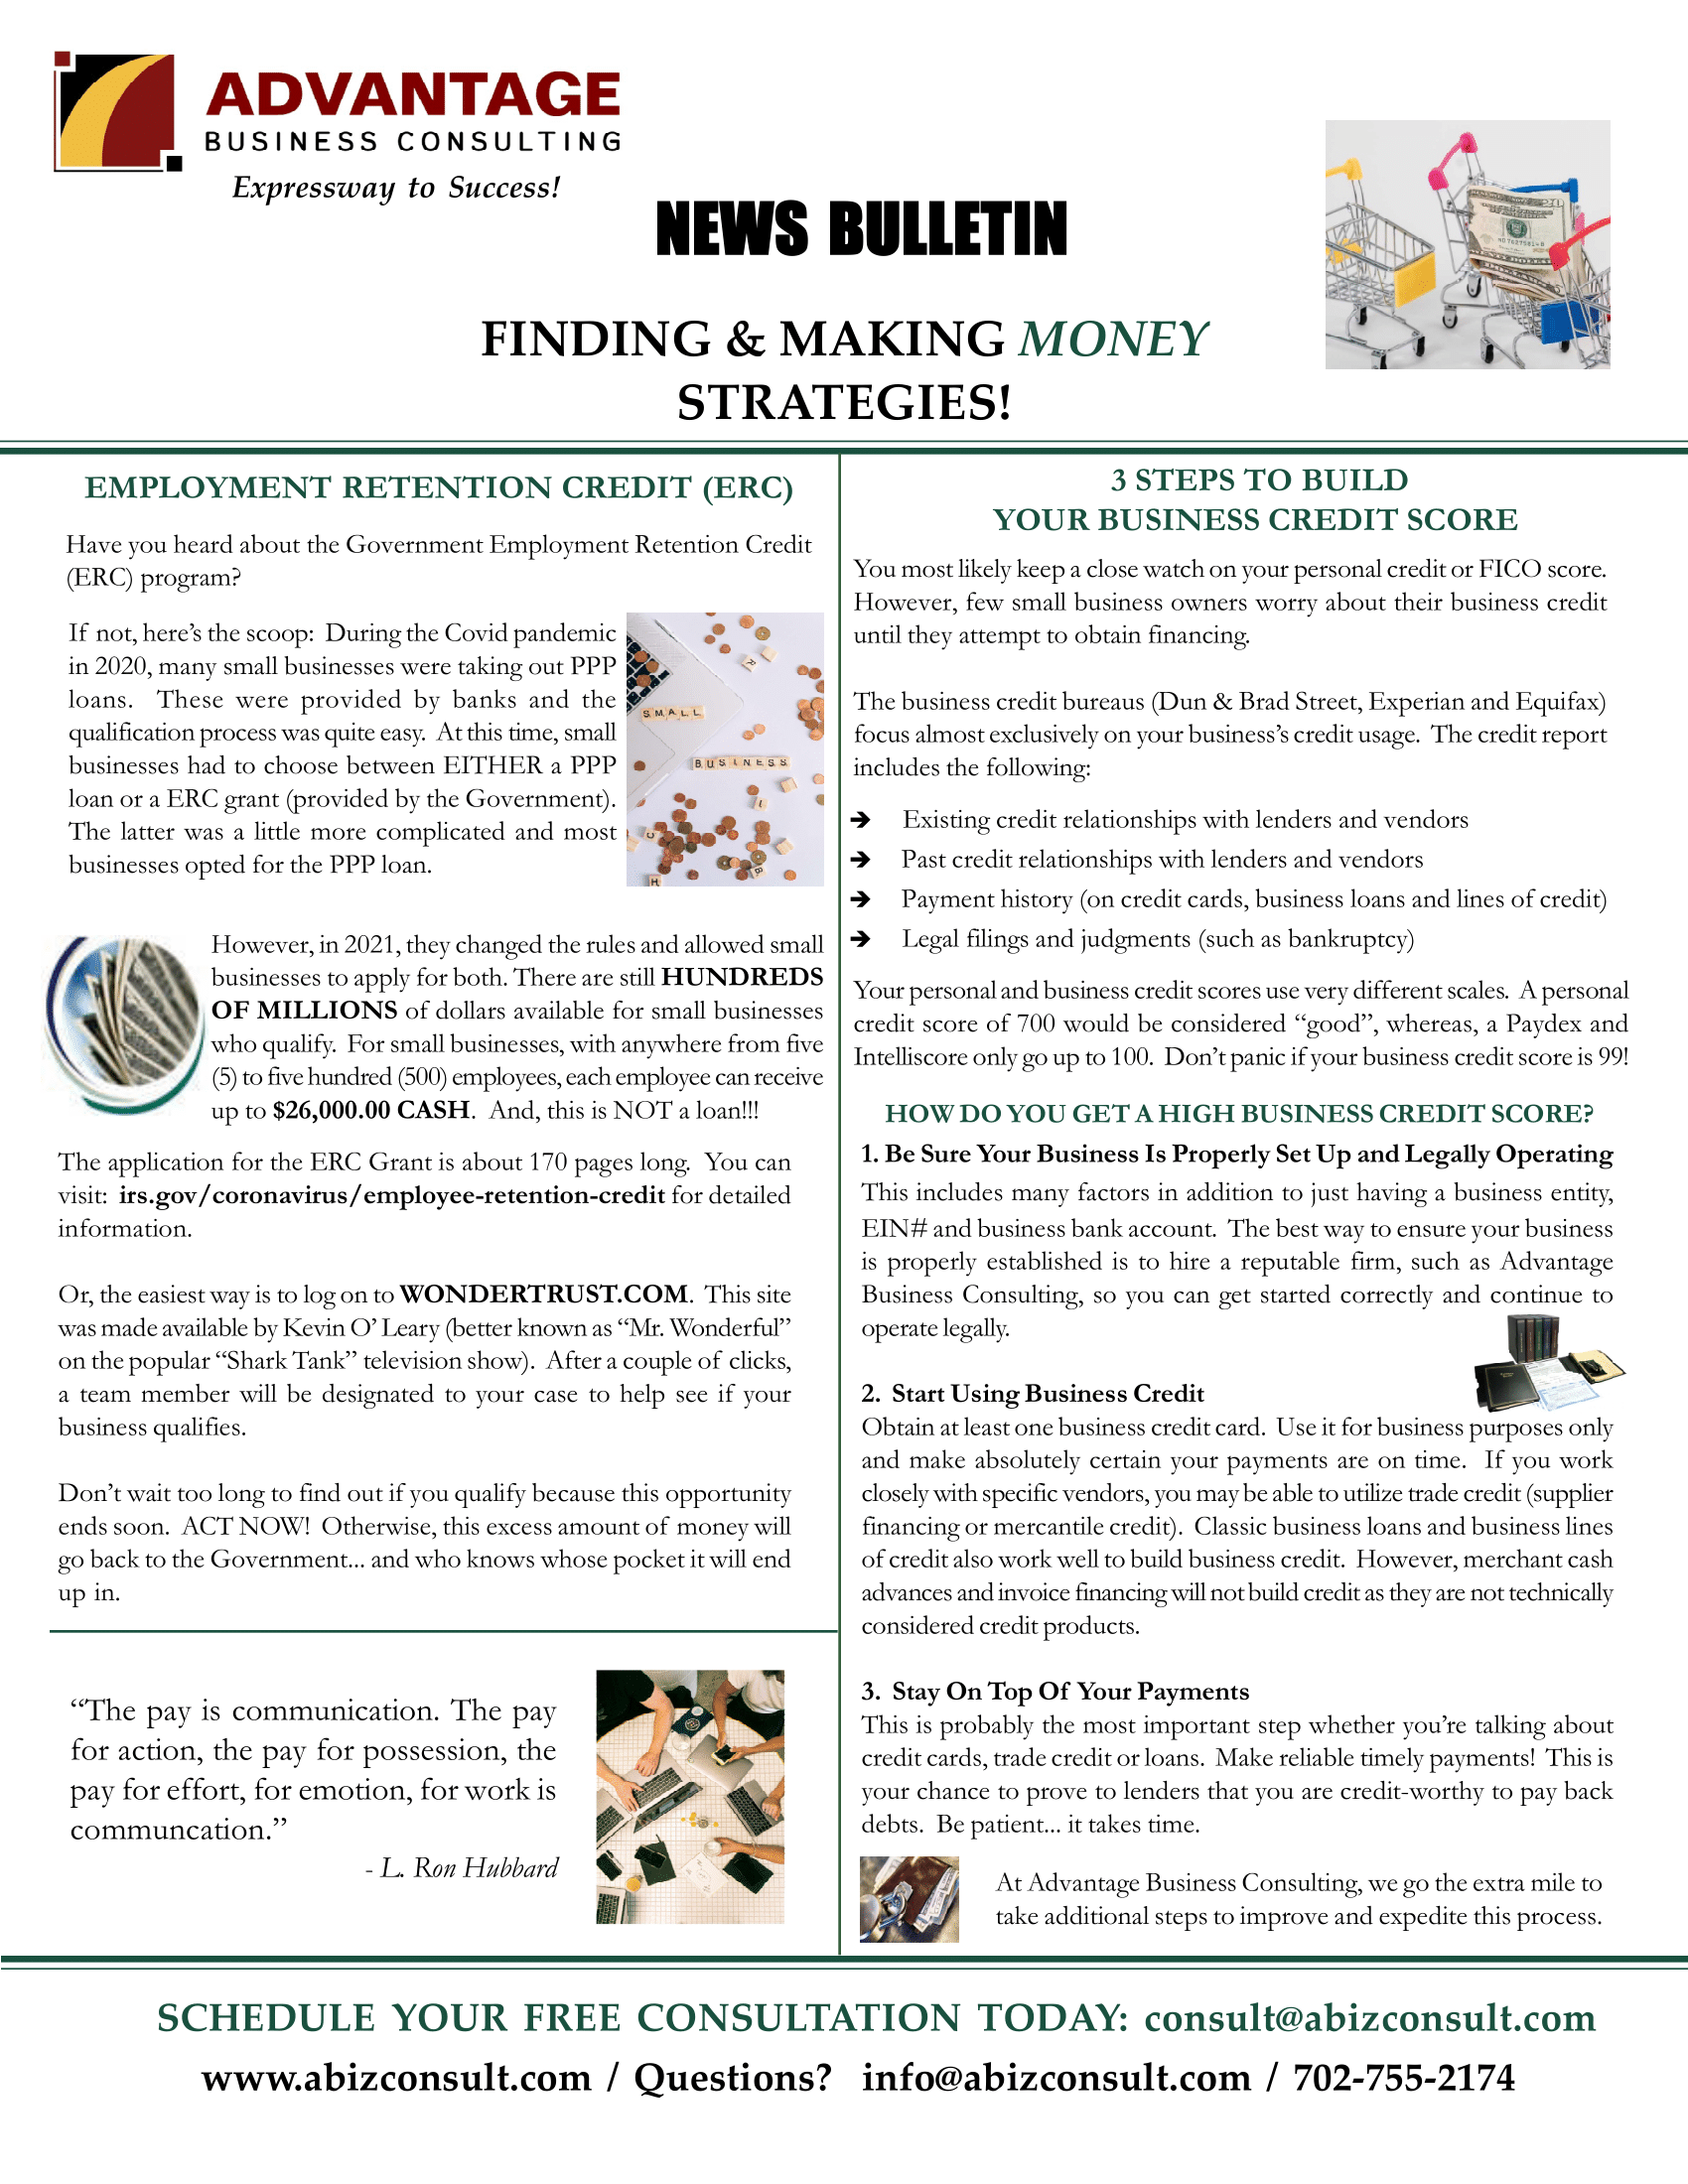 ADVANTAGE
BUSINESS CONSULTING
Expressway to Success!
NEWS BULLETIN
FINDING & MAKING MONEY
STRATEGIES!
EMPLOYMENT RETENTION CREDIT (ERC)
Have you heard about the Government Employment Retention Credit
(ERC) program?
If not, here's the scoop: During the Covid pandemic
in 2020, many small businesses were taking out PPP
loans. These were provided by banks and the
qualification process was quite easy. At this time, small
businesses had to choose between EITHER a PPP
loan or a ERC grant (provided by the Government).
The latter was a little more complicated and most
businesses opted for the PPP loan.
SMALL
BUSINESS
However, in 2021, they changed the rules and allowed small
businesses to apply for both. There are still HUNDREDS
OF MILLIONS of dollars available for small businesses
who qualify. For small businesses, with anywhere from five
(5) to five hundred (500) employees, each employee can receive
up to $26,000.00 CASH. And, this is NOT a loan!!!
The application for the ERC Grant is about 170 pages long. You can
visit: irs.gov/coronavirus/employee-retention-credit for detailed
information.
Or, the easiest way is to log on to WONDERTRUST.COM. This site
was made available by Kevin O' Leary (better known as "Mr. Wonderful"
on the popular "Shark Tank" television show). After a couple of clicks,
a team member will be designated to your case to help see if your
business qualifies.
Don't wait too long to find out if you qualify because this opportunity
ends soon. ACT NOW! Otherwise, this excess amount of money will
go back to the Government... and who knows whose pocket it will end
up in.
"The pay is communication. The pay
for action, the pay for possession, the
pay for effort, for emotion, for work is
communcation."
- L. Ron Hubbard
3 STEPS TO BUILD
YOUR BUSINESS CREDIT SCORE
You most likely keep a close watch on your personal credit or FICO score.
However, few small business owners worry about their business credit
until they attempt to obtain financing.
The business credit bureaus (Dun & Brad Street, Experian and Equifax)
focus almost exclusively on your business's credit usage. The credit report
includes the following:
➔ Existing credit relationships with lenders and vendors
➔ Past credit relationships with lenders and vendors
➔ Payment history (on credit cards, business loans and lines of credit)
➔ Legal filings and judgments (such as bankruptcy)
Your personal and business credit scores use very different scales. A personal
credit score of 700 would be considered "good", whereas, a Paydex and
Intelliscore only go up to 100. Don't panic if your business credit score is 99!
HOW DO YOU GET A HIGH BUSINESS CREDIT SCORE?
1. Be Sure Your Business Is Properly Set Up and Legally Operating
This includes many factors in addition to just having a business entity,
EIN# and business bank account. The best way to ensure your business
is properly established is to hire a reputable firm, such as Advantage
Business Consulting, so you can get started correctly and continue to
operate legally.
2. Start Using Business Credit
Obtain at least one business credit card. Use it for business purposes only
and make absolutely certain your payments are on time. If you work
closely with specific vendors, you may be able to utilize trade credit (supplier
financing or mercantile credit). Classic business loans and business lines
of credit also work well to build business credit. However, merchant cash
advances and invoice financing will not build credit as they are not technically
considered credit products.
3. Stay On Top Of Your Payments
This is probably the most important step whether you're talking about
credit cards, trade credit or loans. Make reliable timely payments! This is
your chance to prove to lenders that you are credit-worthy to pay back
debts. Be patient... it takes time.
At Advantage Business Consulting, we go the extra mile to
take additional steps to improve and expedite this process.
SCHEDULE YOUR FREE CONSULTATION TODAY: consult@abizconsult.com
www.abizconsult.com / Questions? info@abizconsult.com / 702-755-2174